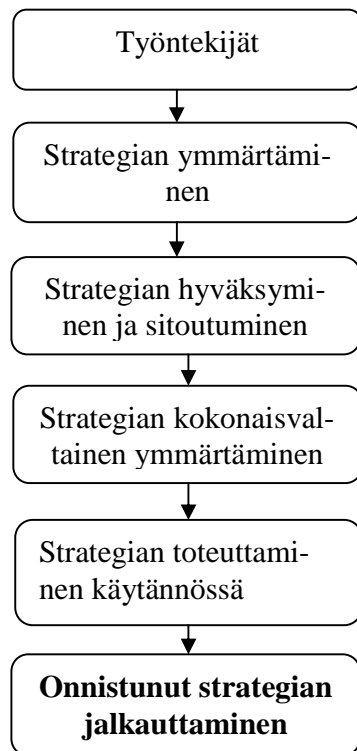 Työntekijät
Strategian ymmärtämi-
nen
Strategian hyväksymi-
nen ja sitoutuminen
Strategian kokonaisval-
tainen ymmärtäminen
Strategian toteuttami-
nen käytännössä
Onnistunut strategian
jalkauttaminen